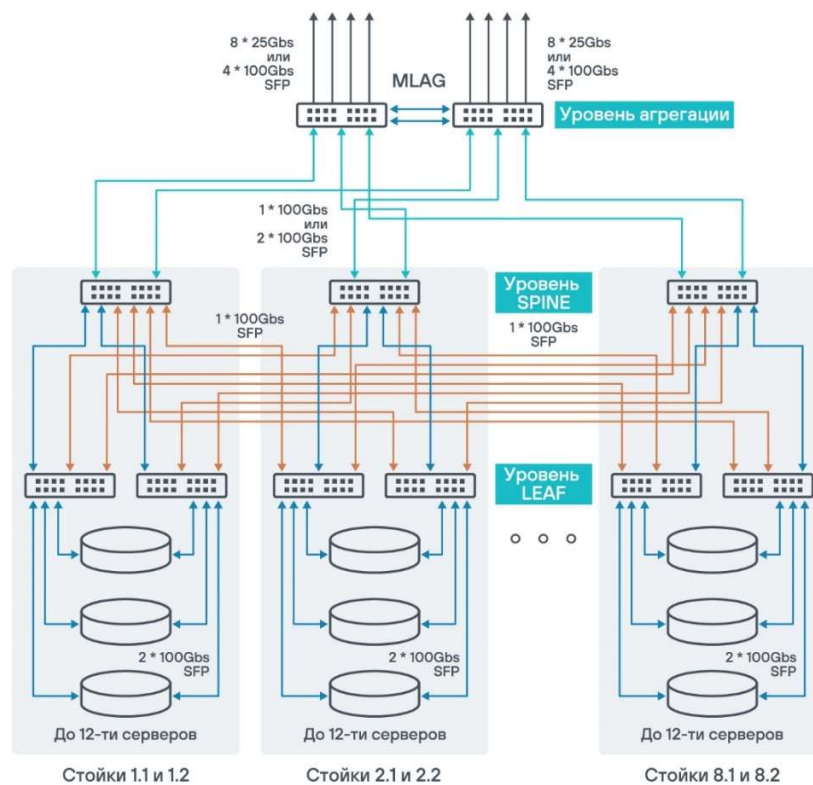 8 * 25Gbs
или
4 * 100Gbs
SFP
MLAG
8 * 25Gbs
или
4 * 100Gbs
SFP
Уровень агрегации
1 * 100Gbs
или
2 * 100Gbs
SFP
Уровень
SPINE
1 * 100Gbs
SFP
1 * 100Gbs
SFP
Уровень
LEAF
2 * 100Gbs
SFP
2 * 100Gbs
SFP
2 * 100Gbs
SFP
До 12-ти серверов
До 12-ти серверов
До 12-ти серверов
Стойки 1.1 и 1.2
Стойки 2.1 и 2.2
Стойки 8.1 и 8.2